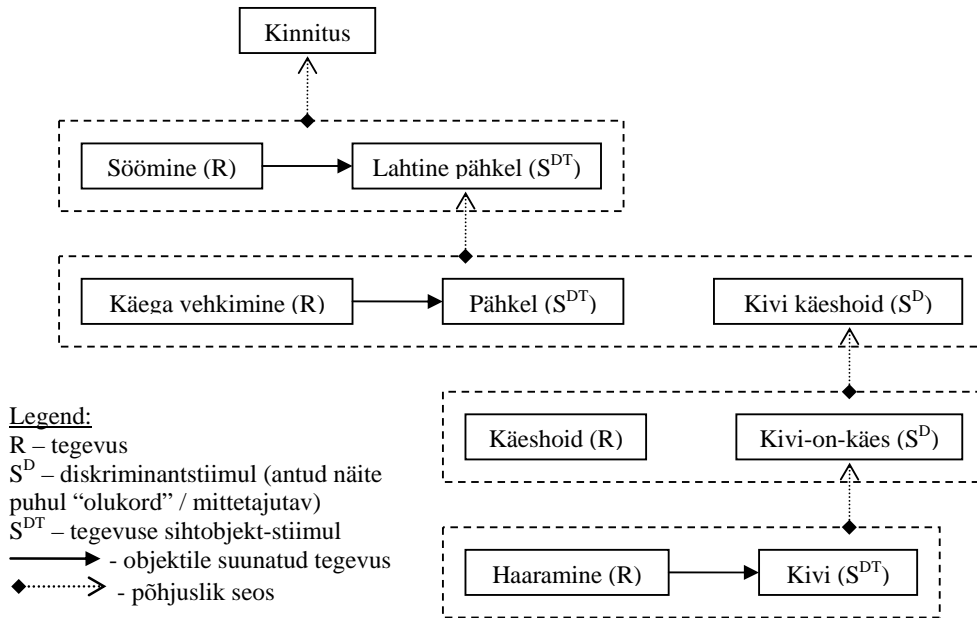 Kinnitus
Söömine (R)
Lahtine pähkel (S^DT)
Käega vehkimine (R)
Pähkel (S^DT)
Kivi käeshoid (S^D)
Käeshoid (R)
Kivi-on-käes (S^D)
Haaramine (R)
Kivi (S^DT)
Legend:
R – tegevus
S^D – diskriminantstiimul (antud näite
puhul “olukord” / mittetajutav)
S^DT – tegevuse sihtobjekt-stiimul
- objektile suunatud tegevus
- põhjuslik seos